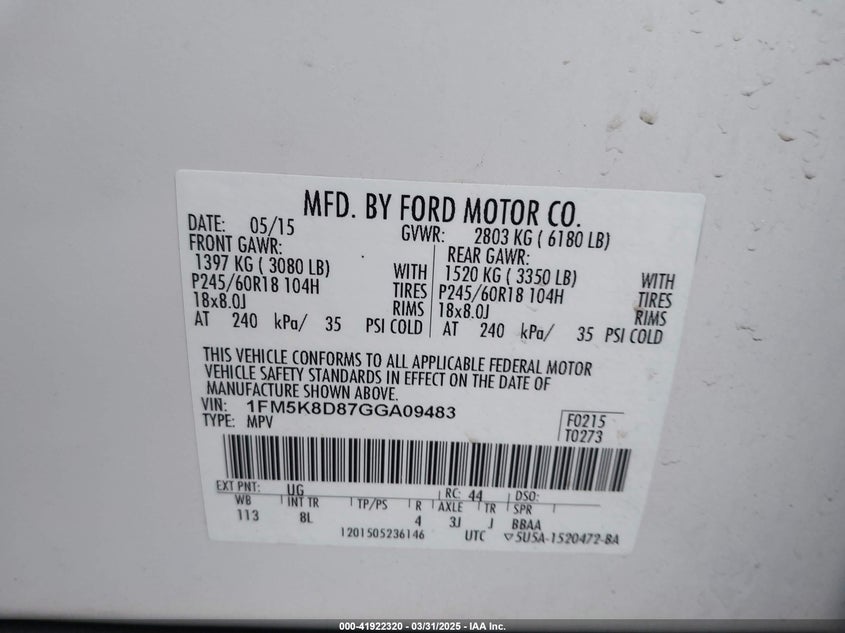 MFD. BY FORD MOTOR CO.
DATE: 05/15 GVWR: 2803 KG ( 6180 LB)
FRONT GAWR: REAR GAWR:
1397 KG ( 3080 LB) WITH 1520 KG ( 3350 LB) WITH
P245/60R18 104H TIRES P245/60R18 104H TIRES
18x8.0J RIMS 18x8.0J RIMS
AT 240 kPa/ 35 PSI COLD AT 240 kPa/ 35 PSI COLD
THIS VEHICLE CONFORMS TO ALL APPLICABLE FEDERAL MOTOR
VEHICLE SAFETY STANDARDS IN EFFECT ON THE DATE OF
MANUFACTURE SHOWN ABOVE.
VIN: 1FM5K8D87GGA09483 F0215
TYPE: MPV T0273
EXT PNT: UG RC: 44 DSO:
WB INT TR TP/PS R AXLE TR SPR
113 8L 4 3J J BBAA
1201505236146 UTC ▽5U5A-1520472-BA
000-41922320 — 03/31/2025 — IAA Inc.